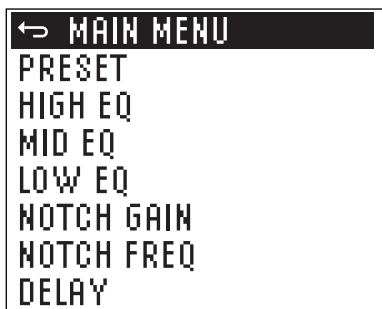 MAIN MENU
PRESET
HIGH EQ
MID EQ
LOW EQ
NOTCH GAIN
NOTCH FREQ
DELAY